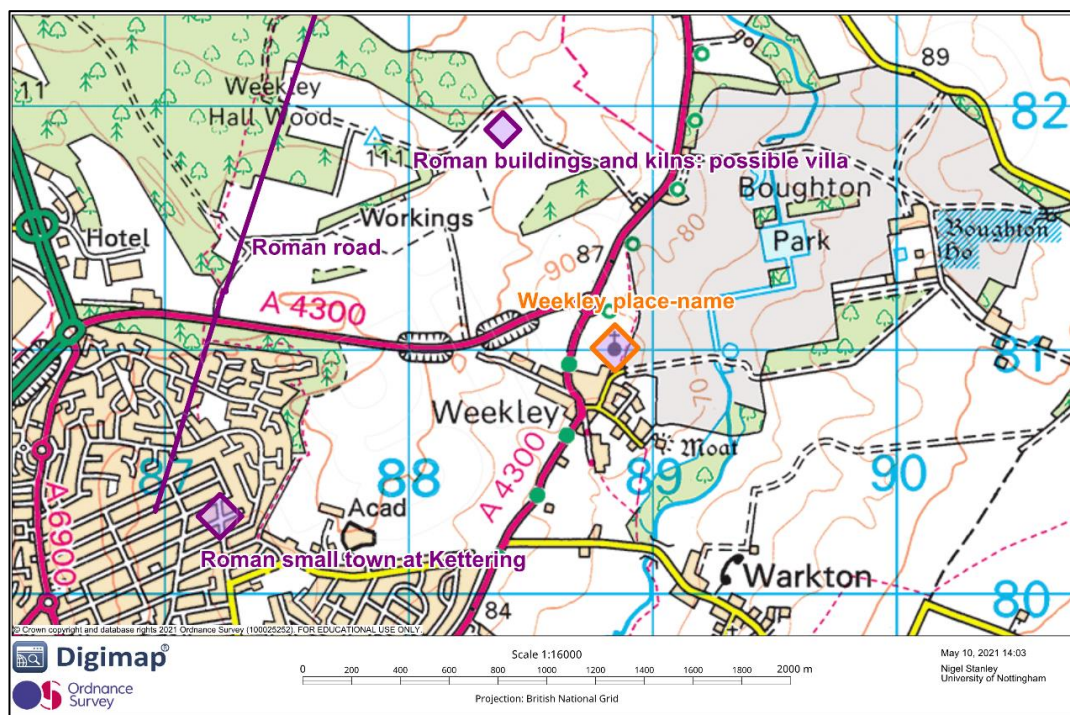 89
Weekley
Hall Wood
111
82
Roman buildings and kilns: possible villa
Boughton
Workings
80
Hotel
Roman road
87
Park
Boughton
Ho
90
A 4300
Weekley place-name
81
70
Weekley
Moat
A 4300
87
88
89
90
A 6900
Acad
Roman small town at Kettering
Warkton
84
80
© Crown copyright and database rights 2021 Ordnance Survey (100025252). FOR EDUCATIONAL USE ONLY.
Digimap®
Ordnance
Survey
Scale 1:16000
0 200 400 600 800 1000 1200 1400 1600 2000 m
Projection: British National Grid
May 10, 2021 14:03
Nigel Stanley
University of Nottingham